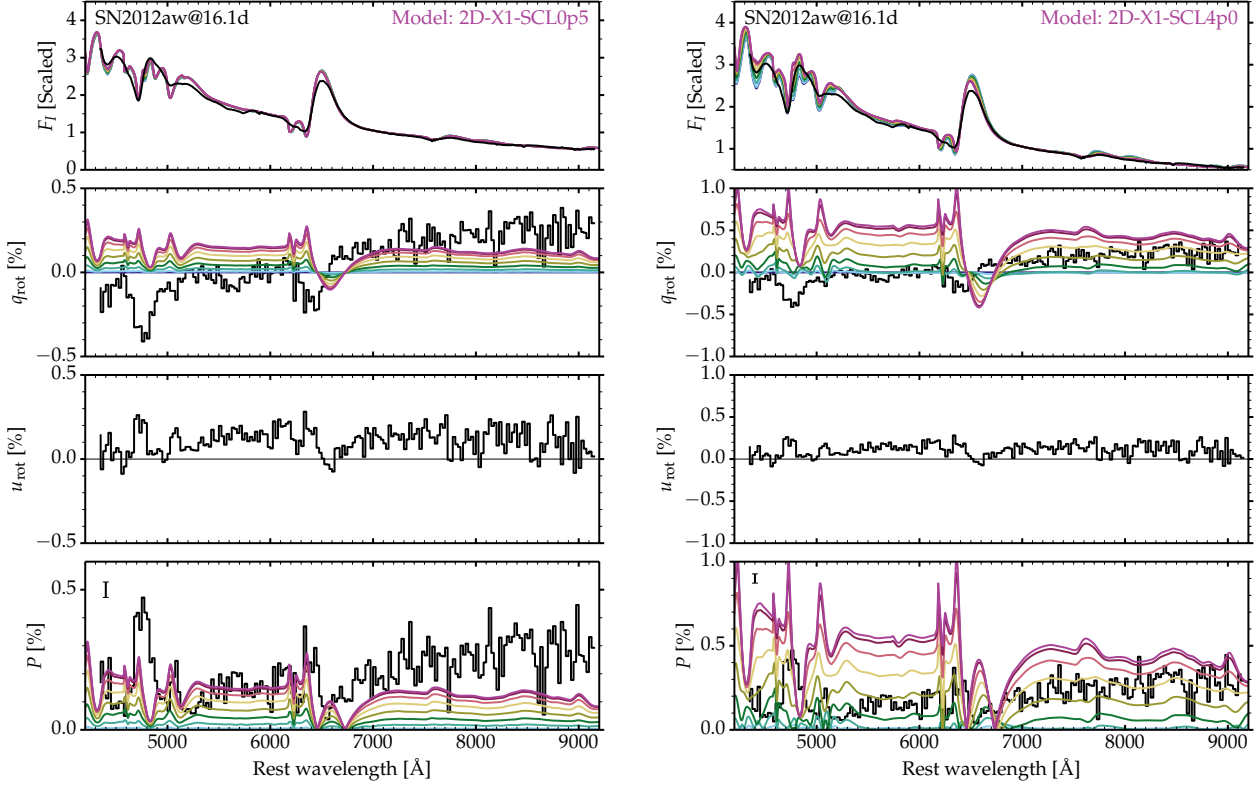 SN2012aw@16.1d Model: 2D-X1-SCL0p5
F_I [Scaled]
4
3
2
1
0
q_rot [%]
0.5
0.0
−0.5
u_rot [%]
0.5
0.0
−0.5
P [%]
0.5
0.0
5000 6000 7000 8000 9000
Rest wavelength [Å]
SN2012aw@16.1d Model: 2D-X1-SCL4p0
F_I [Scaled]
4
3
2
1
q_rot [%]
1.0
0.5
0.0
−0.5
−1.0
u_rot [%]
1.0
0.5
0.0
−0.5
−1.0
P [%]
1.0
0.5
0.0
5000 6000 7000 8000 9000
Rest wavelength [Å]